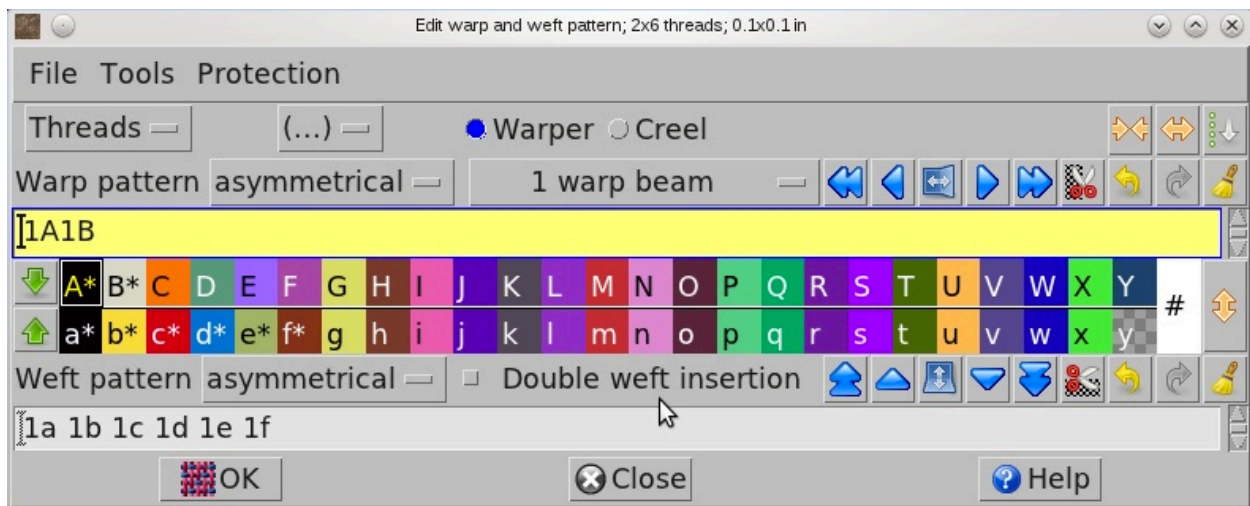 Edit warp and weft pattern; 2x6 threads; 0.1x0.1 in
File Tools Protection
Threads (...) Warper Creel
Warp pattern asymmetrical 1 warp beam
1A1B
A* B* C D E F G H I J K L M N O P Q R S T U V W X Y #
a* b* c* d* e* f* g h i j k l m n o p q r s t u v w x y
Weft pattern asymmetrical Double weft insertion
1a 1b 1c 1d 1e 1f
OK Close Help